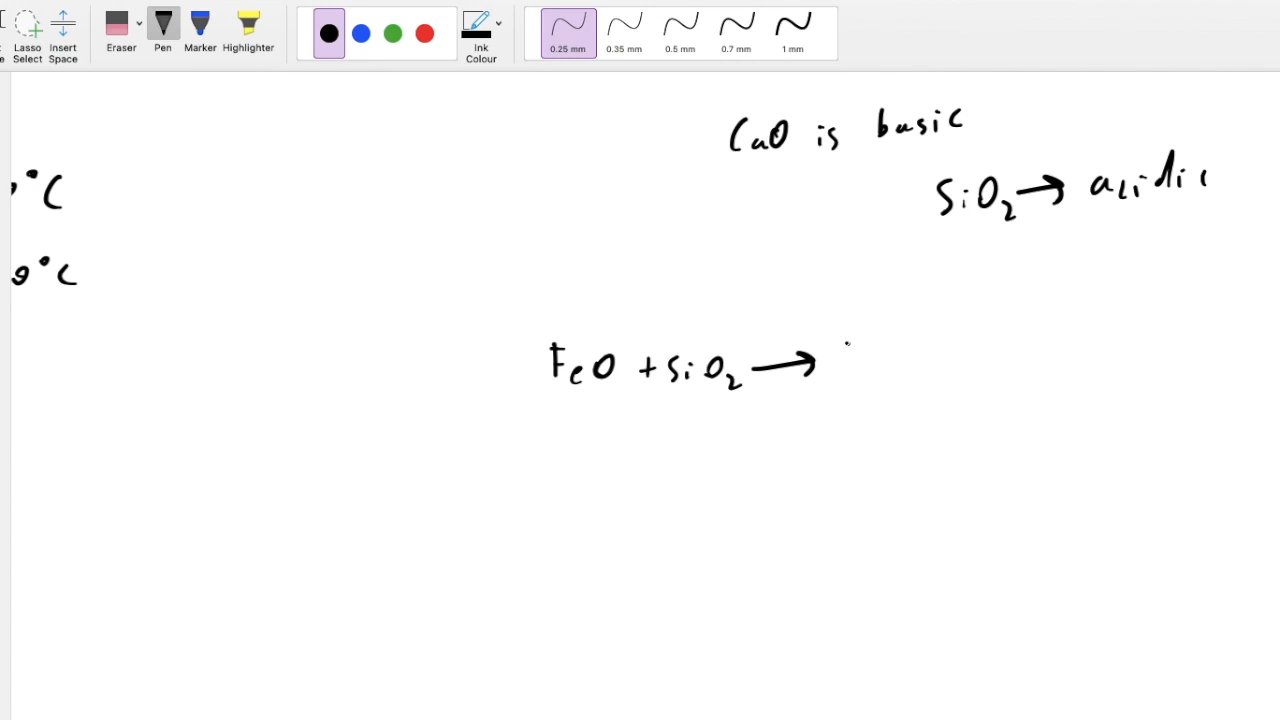 Lasso Select
Insert Space
Eraser
Pen
Marker
Highlighter
Ink Colour
0.25 mm
0.35 mm
0.5 mm
0.7 mm
1 mm
CaO is basic
SiO₂ → acidic
°C
9°C
FeO + SiO₂ →